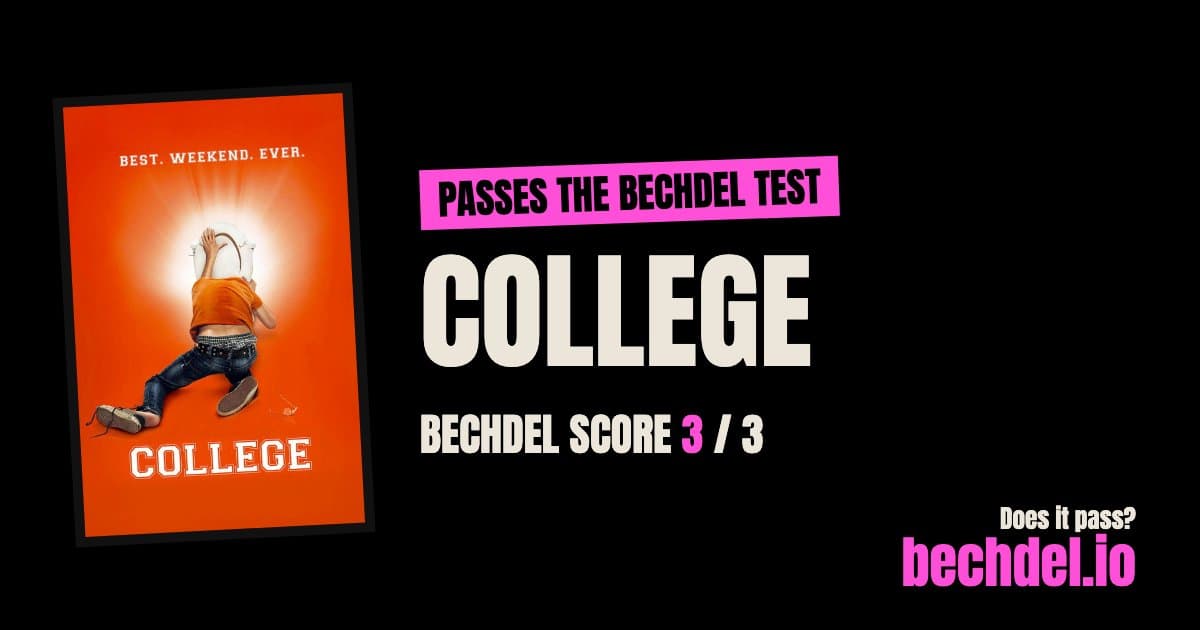 BEST. WEEKEND. EVER.
COLLEGE
PASSES THE BECHDEL TEST
COLLEGE
BECHDEL SCORE 3 / 3
Does it pass?
bechdel.io